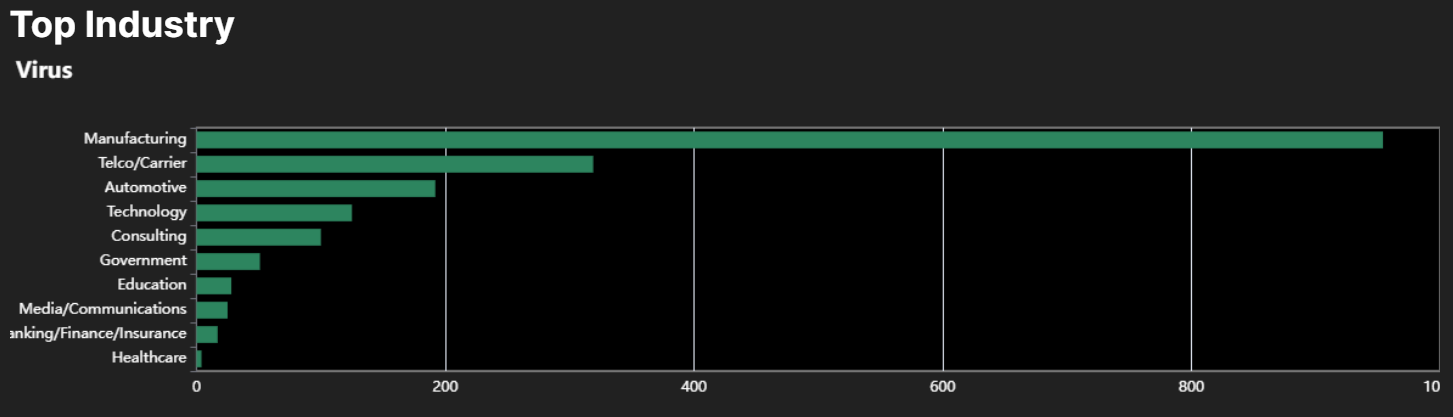 Top Industry
Virus
Manufacturing
Telco/Carrier
Automotive
Technology
Consulting
Government
Education
Media/Communications
anking/Finance/Insurance
Healthcare
0 200 400 600 800 10